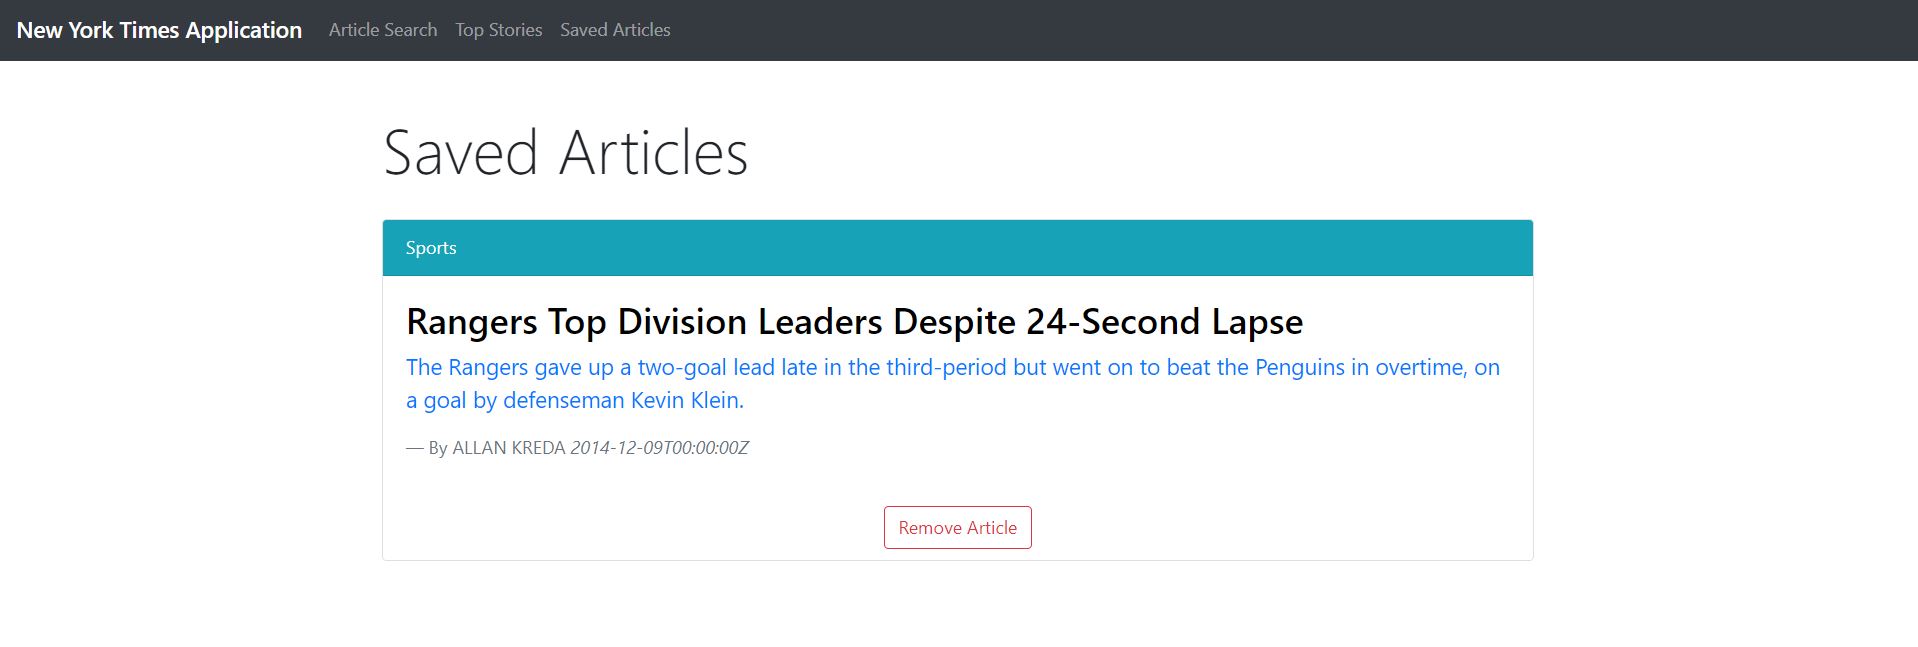 New York Times Application Article Search Top Stories Saved Articles
Saved Articles
Sports
Rangers Top Division Leaders Despite 24-Second Lapse
The Rangers gave up a two-goal lead late in the third-period but went on to beat the Penguins in overtime, on
a goal by defenseman Kevin Klein.
— By ALLAN KREDA 2014-12-09T00:00:00Z
Remove Article